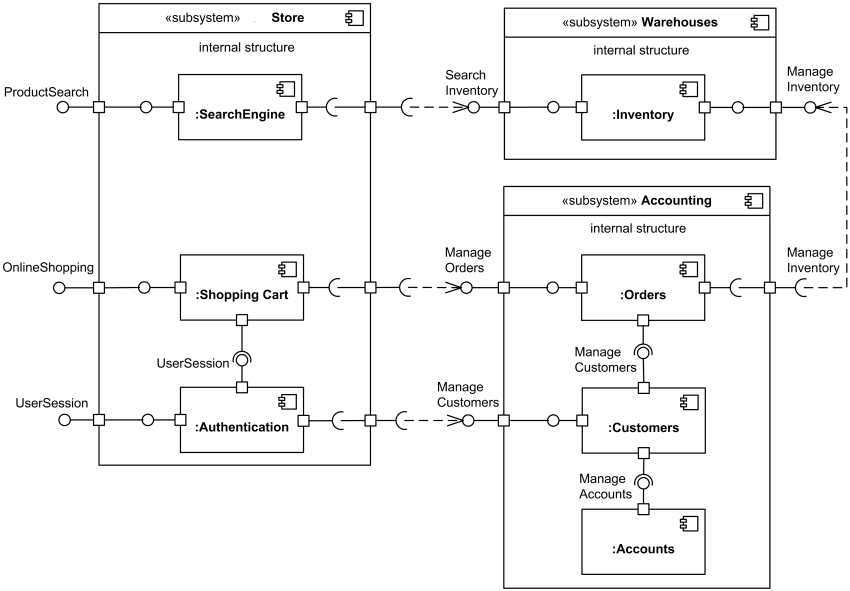 «subsystem» Store
internal structure
ProductSearch
:SearchEngine
Search
Inventory
«subsystem» Warehouses
internal structure
:Inventory
Manage
Inventory
OnlineShopping
:Shopping Cart
UserSession
UserSession
:Authentication
Manage
Orders
Manage
Customers
«subsystem» Accounting
internal structure
:Orders
Manage
Inventory
Manage
Customers
:Customers
Manage
Accounts
:Accounts